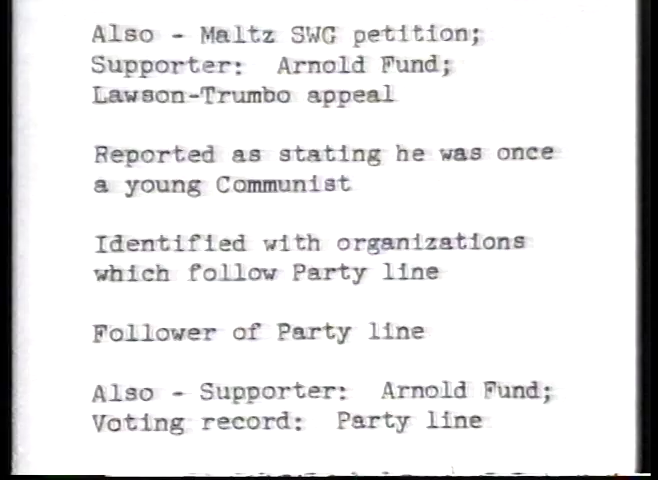 Also - Maltz SWG petition;
Supporter: Arnold Fund;
Lawson-Trumbo appeal
Reported as stating he was once
a young Communist
Identified with organizations
which follow Party line
Follower of Party line
Also - Supporter: Arnold Fund;
Voting record: Party line